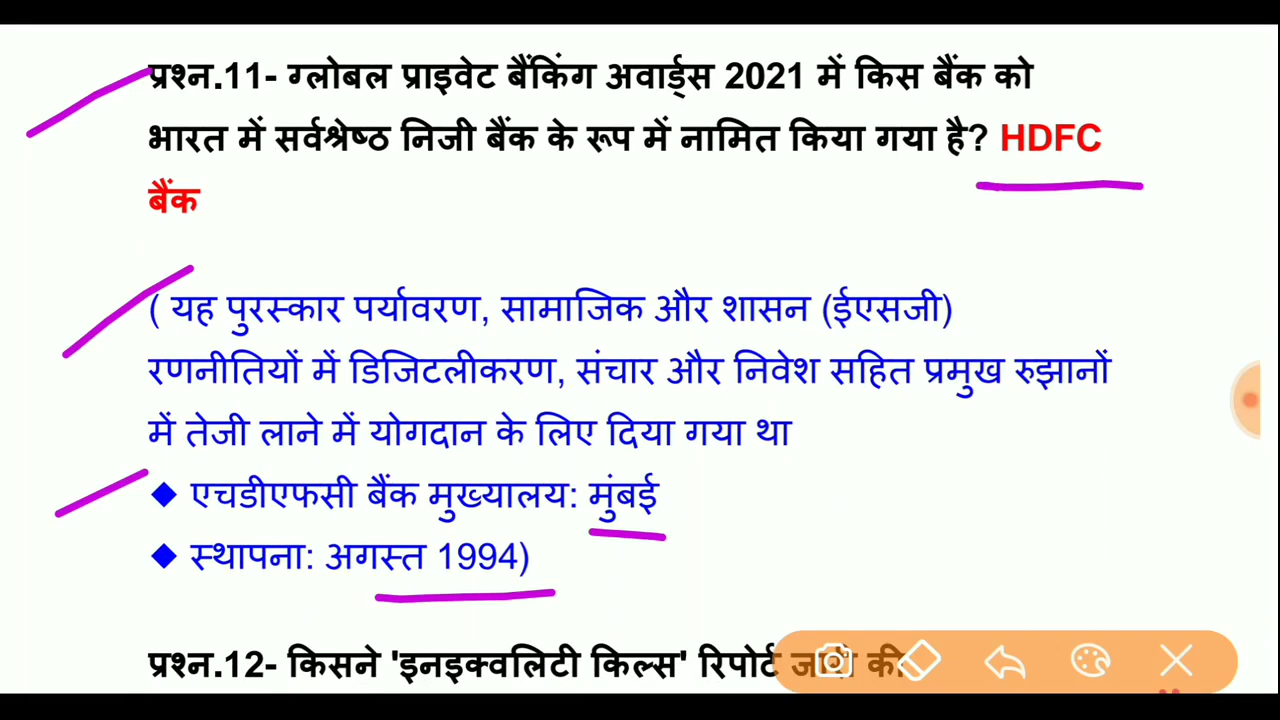 प्रश्न.11- ग्लोबल प्राइवेट बैंकिंग अवार्ड्स 2021 में किस बैंक को
भारत में सर्वश्रेष्ठ निजी बैंक के रूप में नामित किया गया है? HDFC
बैंक
( यह पुरस्कार पर्यावरण, सामाजिक और शासन (ईएसजी)
रणनीतियों में डिजिटलीकरण, संचार और निवेश सहित प्रमुख रुझानों
में तेजी लाने में योगदान के लिए दिया गया था
◆ एचडीएफसी बैंक मुख्यालय: मुंबई
◆ स्थापना: अगस्त 1994)
प्रश्न.12- किसने 'इनइक्वलिटी किल्स' रिपोर्ट जारी की